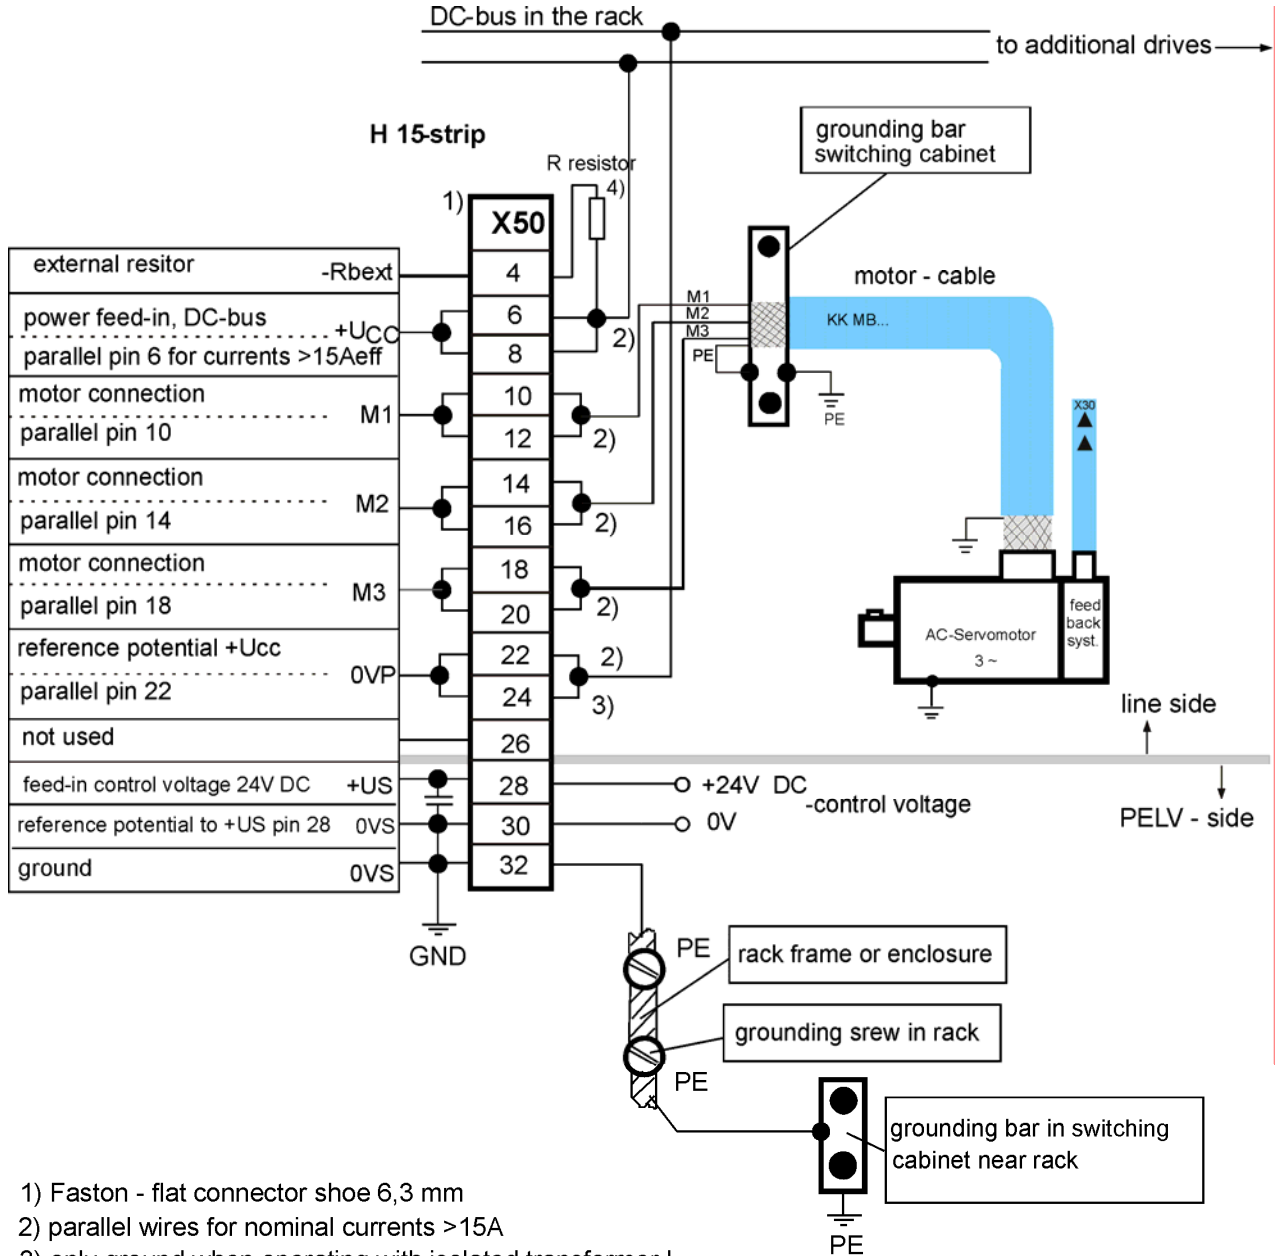 DC-bus in the rack
to additional drives
H 15-strip
grounding bar
switching cabinet
R resistor
4)
1)
X50
external resitor
-Rbext
4
motor - cable
power feed-in, DC-bus
+UCC
6
M1
M2
M3
KK MB...
2)
parallel pin 6 for currents >15Aeff
8
PE
PE
motor connection
M1
parallel pin 10
10
12
2)
X30
motor connection
M2
parallel pin 14
14
16
2)
motor connection
M3
parallel pin 18
18
20
2)
feed
back
syst.
AC-Servomotor
3 ~
reference potential +Ucc
0VP
parallel pin 22
22
24
2)
3)
line side
not used
26
feed-in control voltage 24V DC
+US
28
+24V DC
-control voltage
PELV - side
reference potential to +US pin 28
0VS
30
0V
ground
0VS
32
GND
PE
rack frame or enclosure
grounding srew in rack
PE
grounding bar in switching
cabinet near rack
PE
1) Faston - flat connector shoe 6,3 mm
2) parallel wires for nominal currents >15A
3) only ground when operating with isolated transformer !